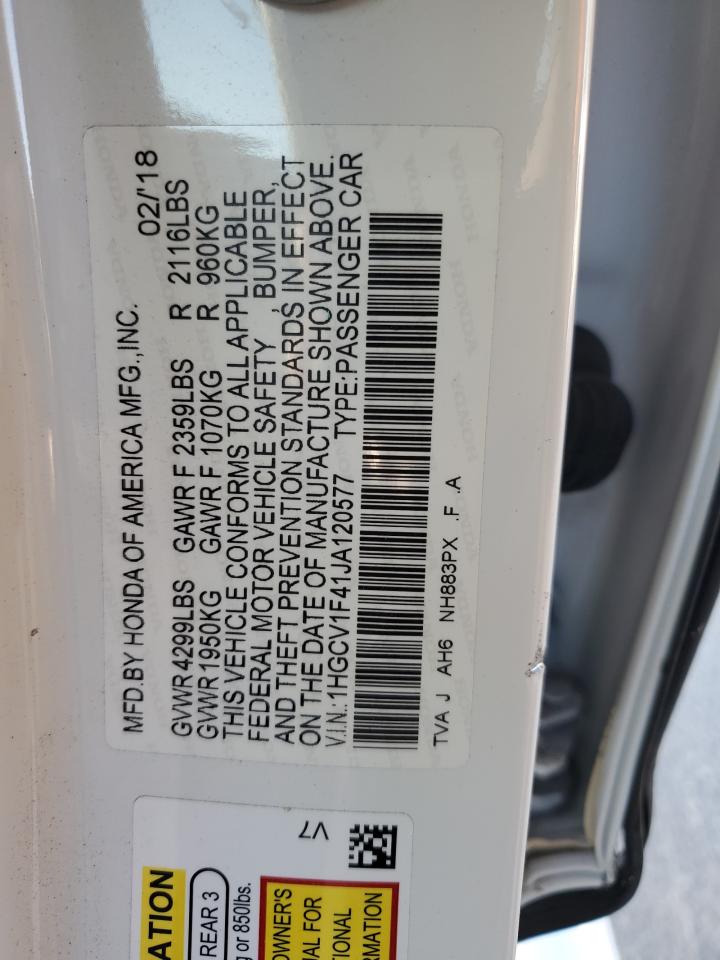 MFD.BY HONDA OF AMERICA MFG.,INC. 02/'18
GVWR 4299LBS GAWR F 2359LBS R 2116LBS
GVWR 1950KG GAWR F 1070KG R 960KG
THIS VEHICLE CONFORMS TO ALL APPLICABLE
FEDERAL MOTOR VEHICLE SAFETY , BUMPER,
AND THEFT PREVENTION STANDARDS IN EFFECT
ON THE DATE OF MANUFACTURE SHOWN ABOVE.
V.I.N.:1HGCV1F41JA120577 TYPE:PASSENGER CAR
TVA J AH6 NH883PX .F .A
HONDA
V7
ATION
REAR 3
or 850lbs.
OWNER'S
UAL FOR
TIONAL
RMATION